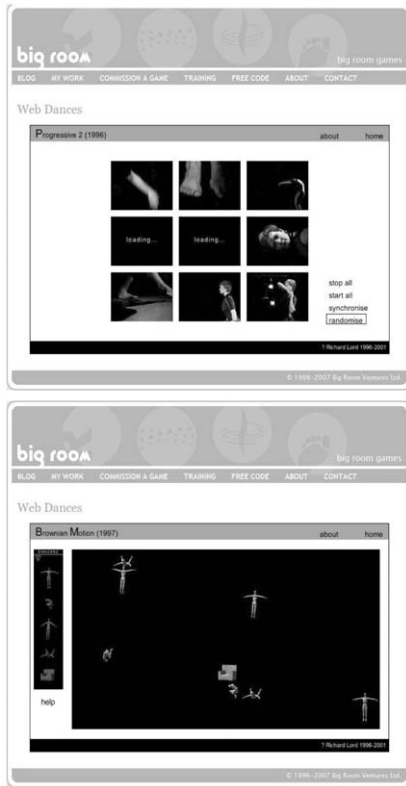 big room
big room games
BLOG MY WORK COMMISSION A GAME TRAINING FREE CODE ABOUT CONTACT
Web Dances
Progressive 2 (1996) about home
loading... loading...
stop all
start all
synchronise
randomise
? Richard Lord 1996-2001
© 1996-2007 Big Room Ventures Ltd.
big room
big room games
BLOG MY WORK COMMISSION A GAME TRAINING FREE CODE ABOUT CONTACT
Web Dances
Brownian Motion (1997) about home
help
? Richard Lord 1996-2001
© 1996-2007 Big Room Ventures Ltd.